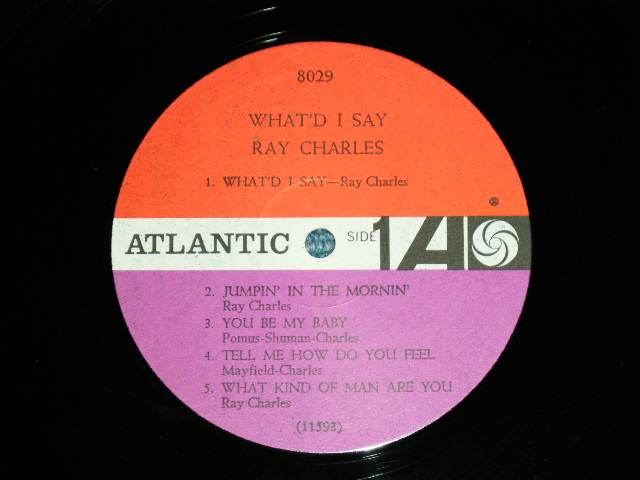 8029
WHAT'D I SAY
RAY CHARLES
1. WHAT'D I SAY—Ray Charles
®
ATLANTIC SIDE 1 A
2. JUMPIN' IN THE MORNIN'
Ray Charles
3. YOU BE MY BABY
Pomus-Shuman-Charles
4. TELL ME HOW DO YOU FEEL
Mayfield-Charles
5. WHAT KIND OF MAN ARE YOU
Ray Charles
(11598)